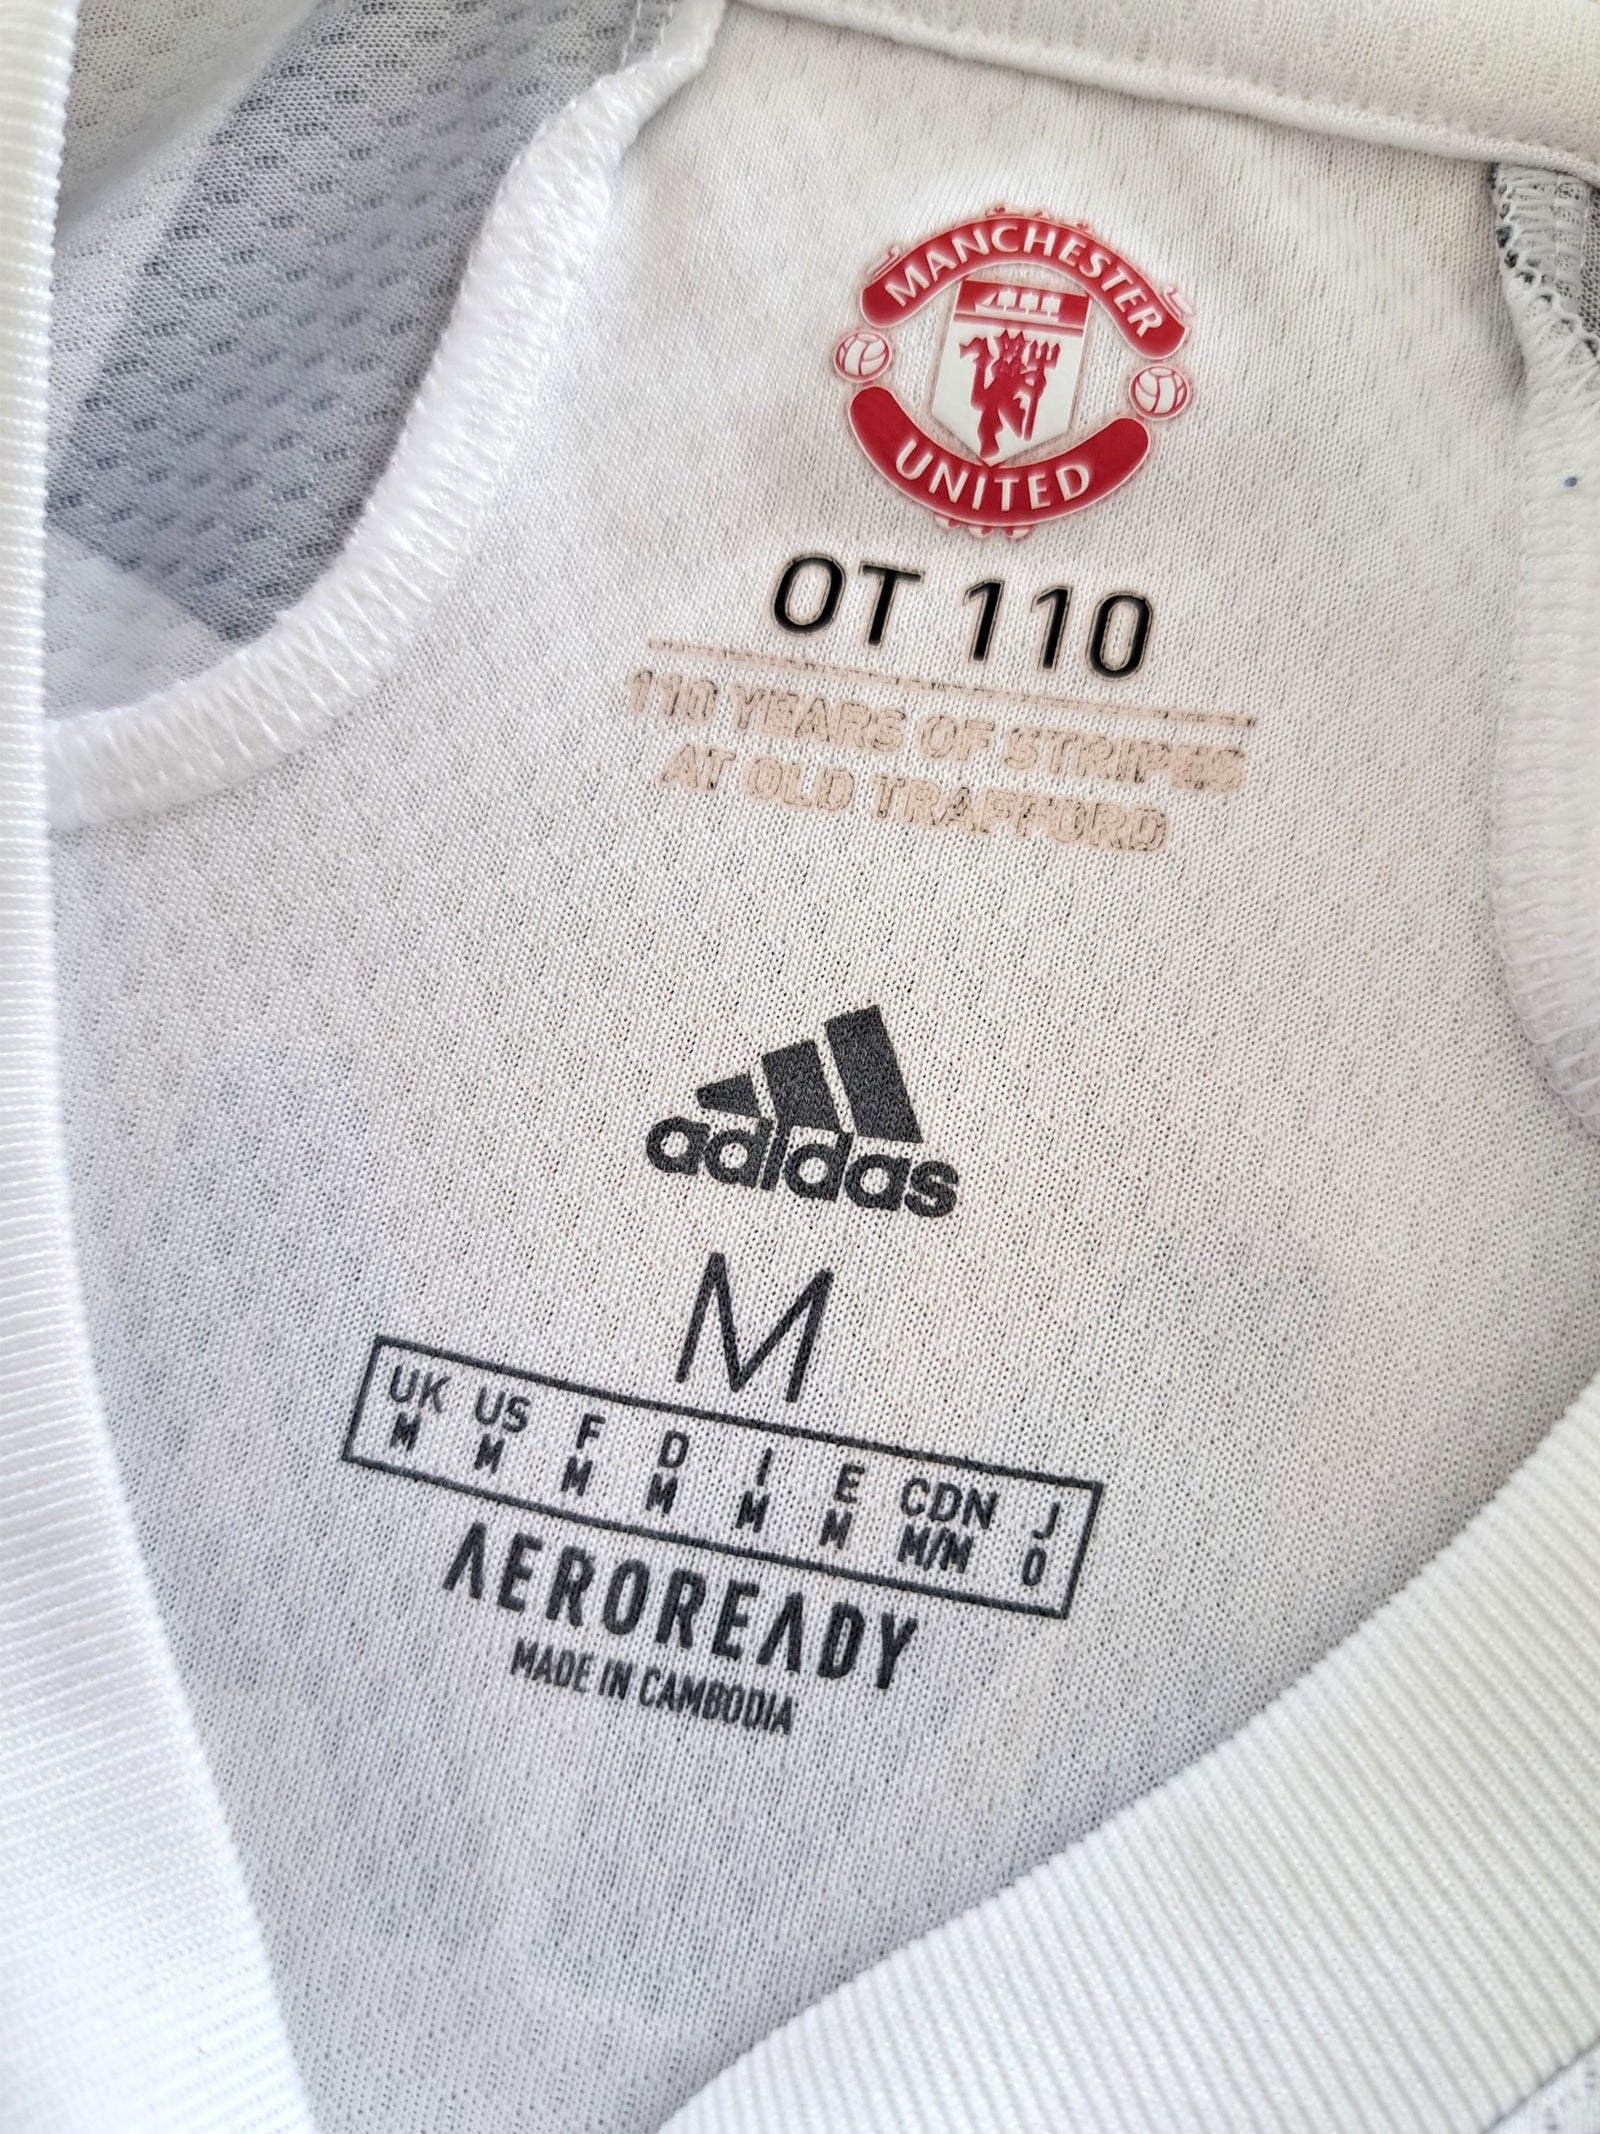 MANCHESTER
UNITED
OT 110
110 YEARS OF STRIPES
AT OLD TRAFFORD
adidas
M
UK US F D I E CDN J
M M M M M M M/M O
AEROREADY
MADE IN CAMBODIA